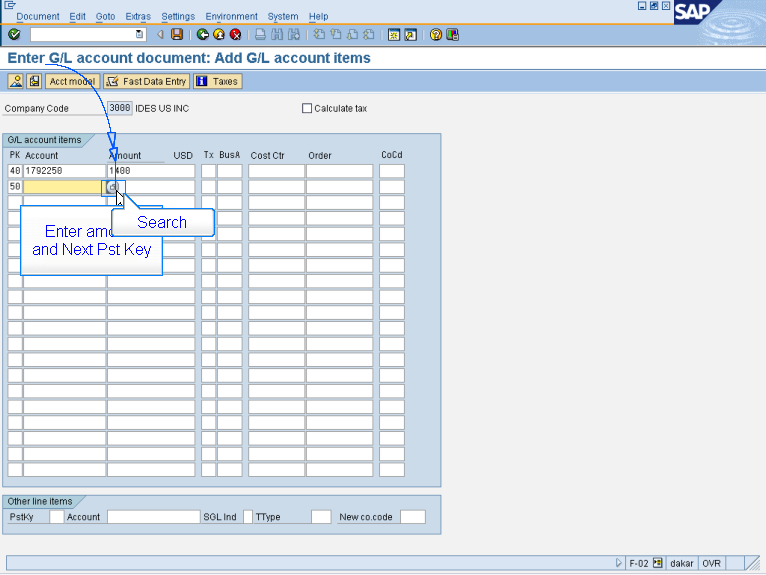 Document Edit Goto Extras Settings Environment System Help
SAP
Enter G/L account document: Add G/L account items
Acct model Fast Data Entry Taxes
Company Code 3000 IDES US INC Calculate tax
G/L account items
PK Account Amount USD Tx BusA Cost Ctr Order CoCd
40 1792250 1400
50
Search
Enter amo
and Next Pst Key
Other line items
PstKy Account SGL Ind TType New co.code
F-02 dakar OVR